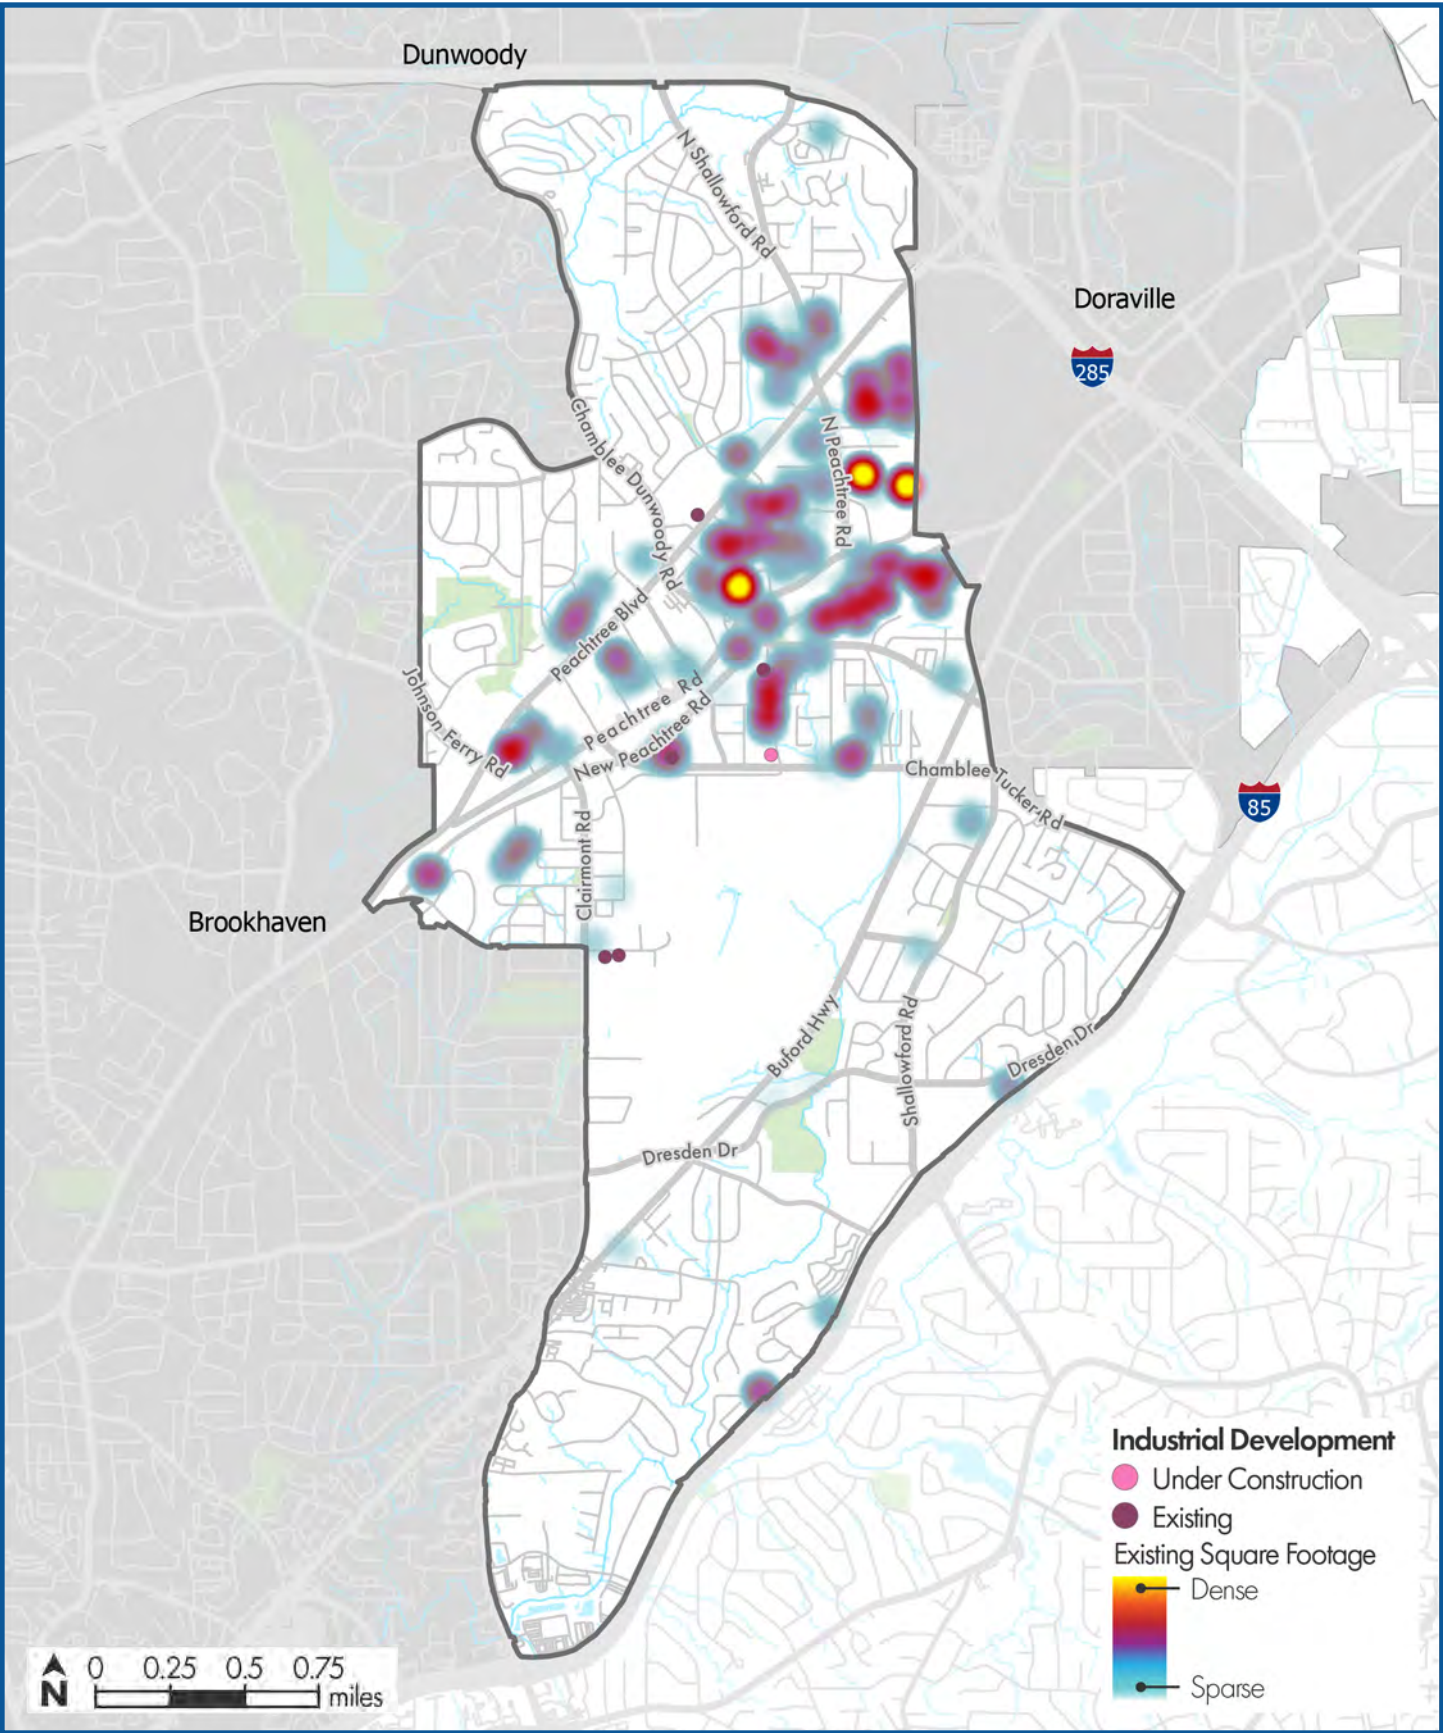 Dunwoody
N Shallowford Rd
Doraville
285
Chamblee Dunwoody Rd
N Peachtree Rd
Peachtree Blvd
Johnson Ferry Rd
Peachtree Rd
New Peachtree Rd
Chamblee Tucker Rd
85
Clairmont Rd
Brookhaven
Buford Hwy
Shallowford Rd
Dresden Dr
Dresden Dr
Industrial Development
Under Construction
Existing
Existing Square Footage
Dense
Sparse
N
0 0.25 0.5 0.75
miles